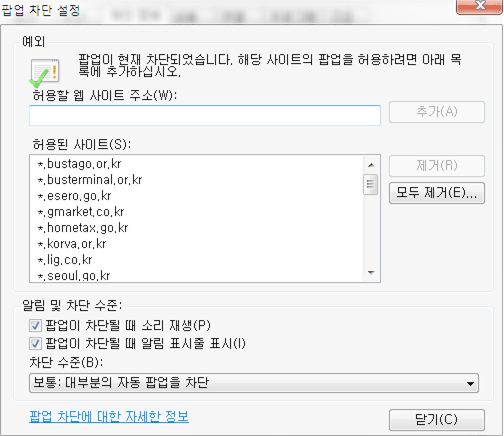 팝업 차단 설정
예외
팝업이 현재 차단되었습니다. 해당 사이트의 팝업을 허용하려면 아래 목
록에 추가하십시오.
허용할 웹 사이트 주소(W):
추가(A)
허용된 사이트(S):
*.bustago.or.kr
제거(R)
*.busterminal.or.kr
모두 제거(E)...
*.esero.go.kr
*.gmarket.co.kr
*.hometax.go.kr
*.korva.or.kr
*.lig.co.kr
*.seoul.go.kr
알림 및 차단 수준:
팝업이 차단될 때 소리 재생(P)
팝업이 차단될 때 알림 표시줄 표시(I)
차단 수준(B):
보통: 대부분의 자동 팝업을 차단
팝업 차단에 대한 자세한 정보
닫기(C)